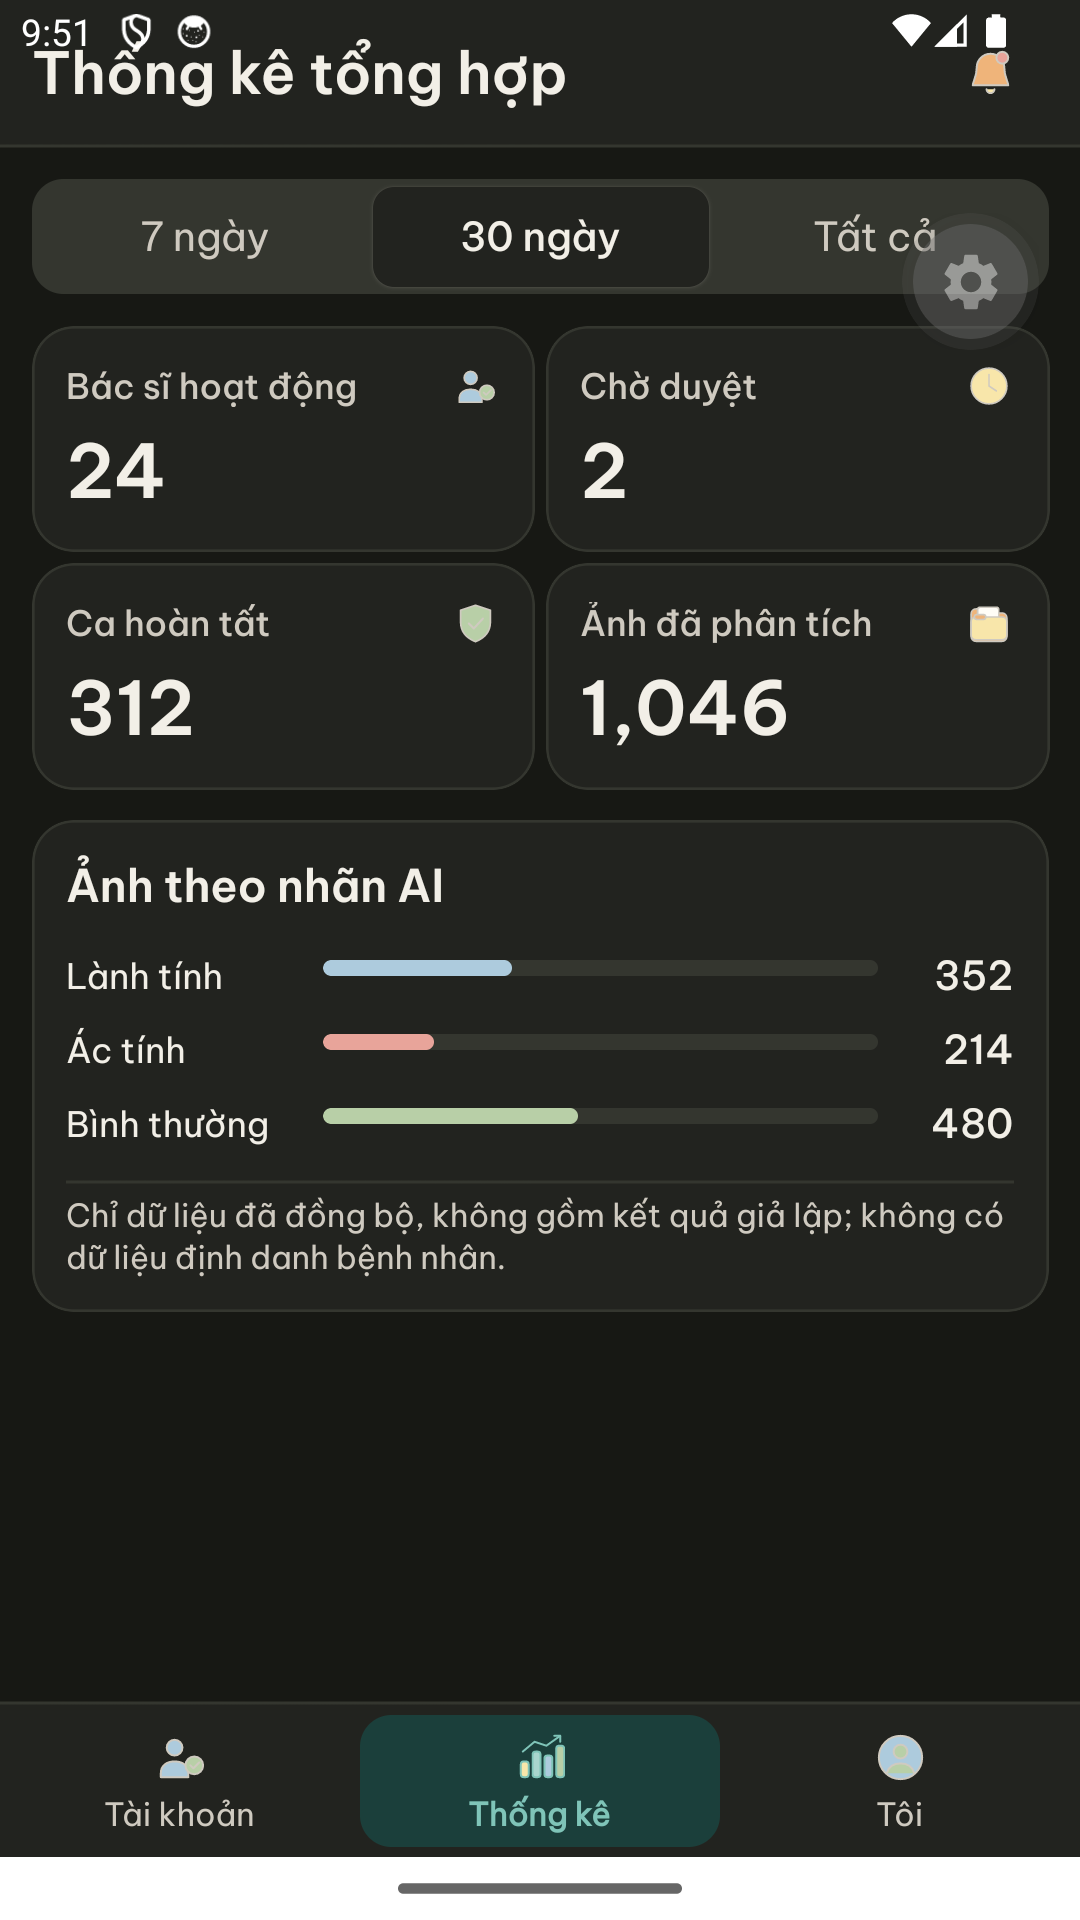 9:51
Thống kê tổng hợp
7 ngày
30 ngày
Tất cả
Bác sĩ hoạt động
24
Chờ duyệt
2
Ca hoàn tất
312
Ảnh đã phân tích
1,046
Ảnh theo nhãn AI
Lành tính
352
Ác tính
214
Bình thường
480
Chỉ dữ liệu đã đồng bộ, không gồm kết quả giả lập; không có
dữ liệu định danh bệnh nhân.
Tài khoản
Thống kê
Tôi